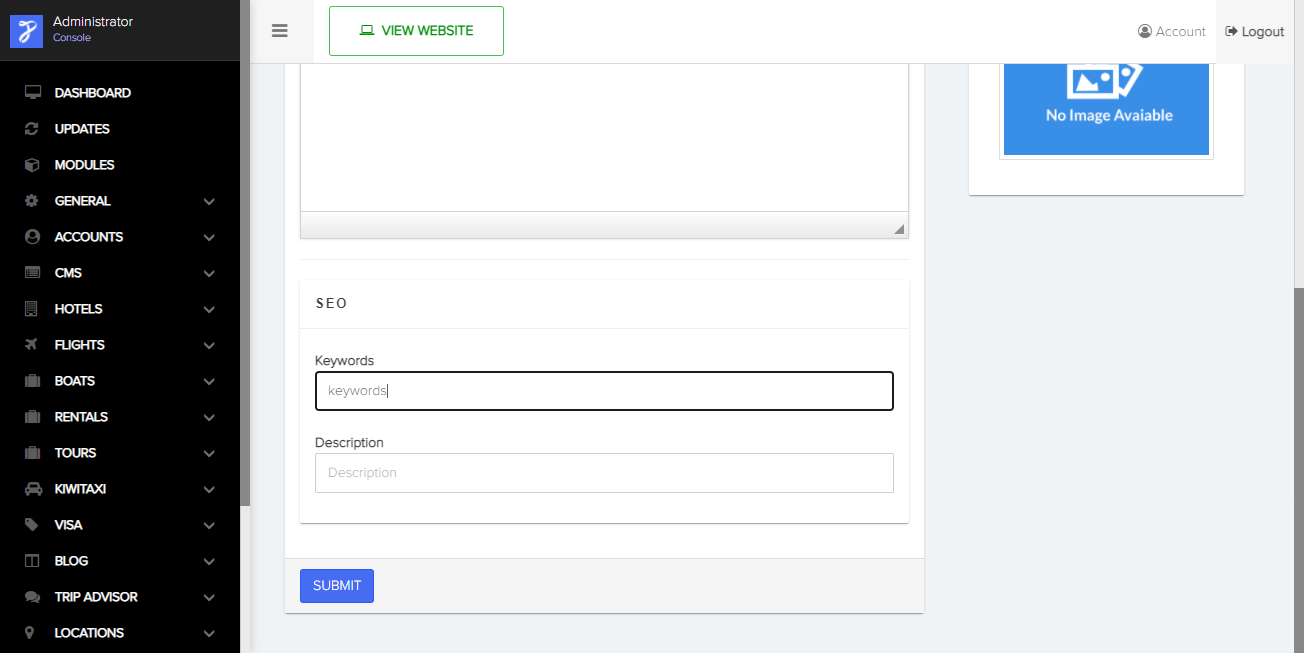 Administrator
Console
DASHBOARD
UPDATES
MODULES
GENERAL
ACCOUNTS
CMS
HOTELS
FLIGHTS
BOATS
RENTALS
TOURS
KIWITAXI
VISA
BLOG
TRIP ADVISOR
LOCATIONS
VIEW WEBSITE
Account
Logout
No Image Avaiable
SEO
Keywords
keywords
Description
Description
SUBMIT